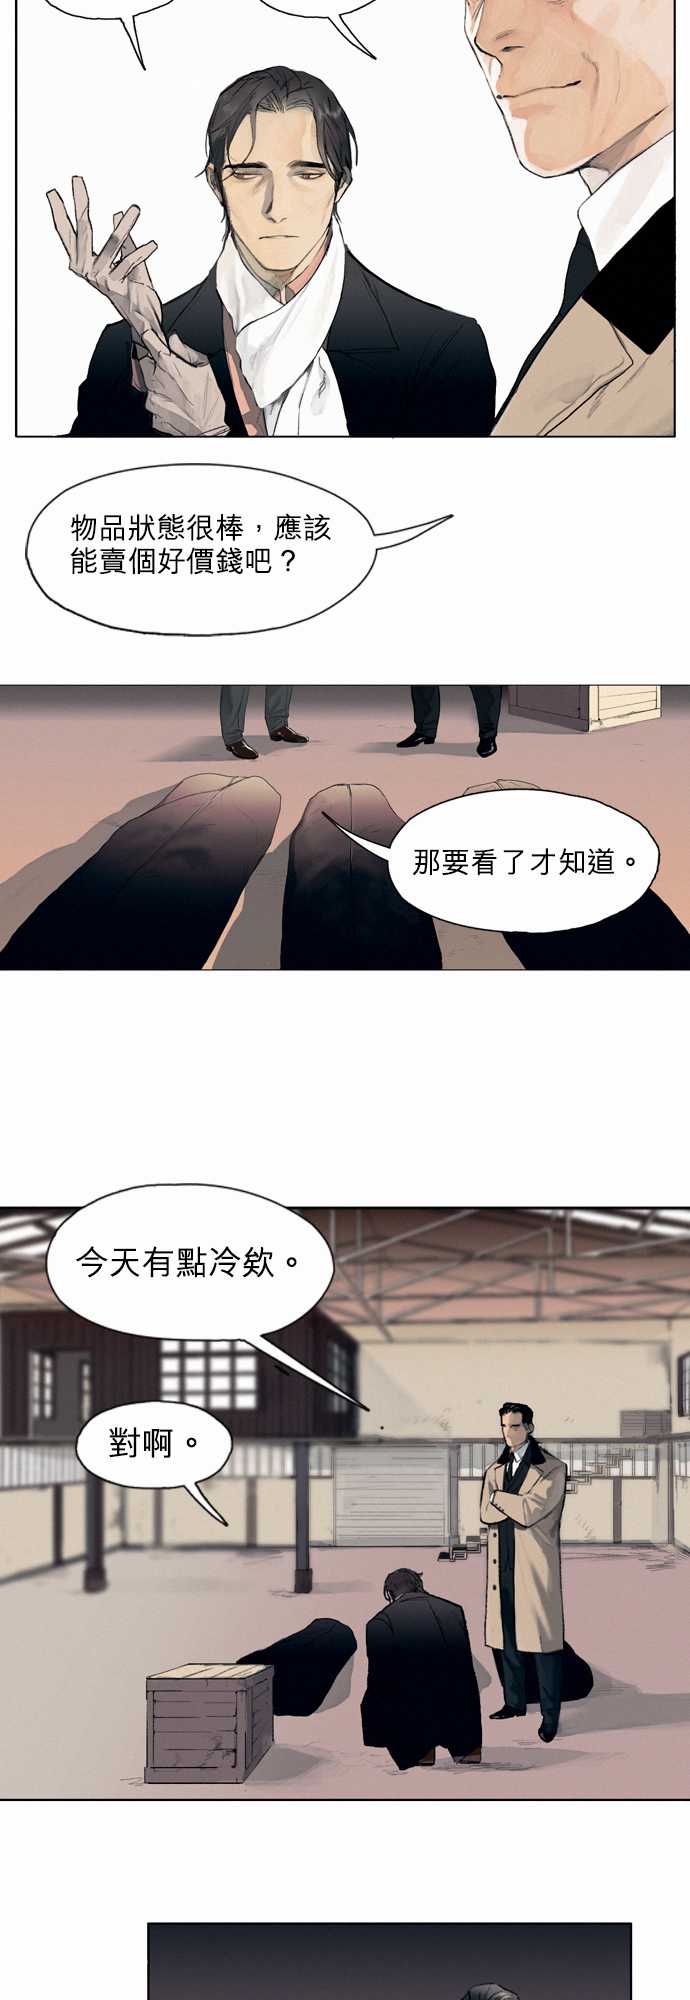 物品狀態很棒，應該
能賣個好價錢吧？
那要看了才知道。
今天有點冷欸。
對啊。